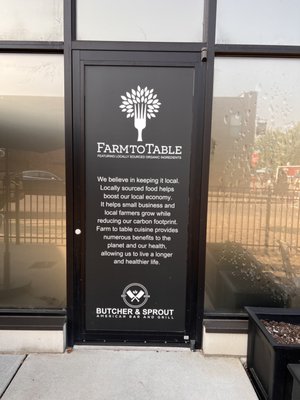 FARMTOTABLE
FEATURING LOCALLY SOURCED ORGANIC INGREDIENTS
We believe in keeping it local.
Locally sourced food helps
boost our local economy.
It helps small business and
local farmers grow while
reducing our carbon footprint.
Farm to table cuisine provides
numerous benefits to the
planet and our health,
allowing us to live a longer
and healthier life.
BUTCHER & SPROUT
AMERICAN BAR AND GRILL